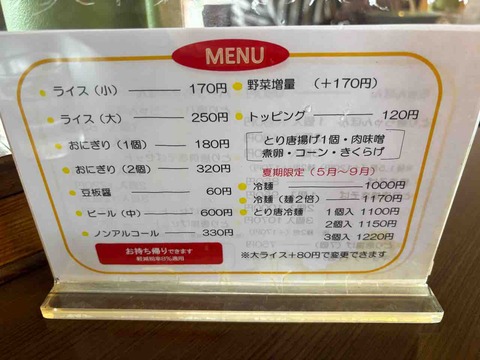 MENU
ライス（小）――― 170円
ライス（大）――― 250円
おにぎり（1個）――― 180円
おにぎり（2個）――― 320円
豆板醤 ――― 60円
ビール（中）――― 600円
ノンアルコール ――― 330円
お持ち帰りできます
軽減税率8%適用
野菜増量 （＋170円）
トッピング ――― 120円
とり唐揚げ1個・肉味噌
煮卵・コーン・きくらげ
夏期限定（5月～9月）
冷麺 ――― 1000円
冷麺（麺2倍）――― 1170円
とり唐冷麺 1個入 1100円
2個入 1150円
3個入 1220円
※大ライス＋80円で変更できます